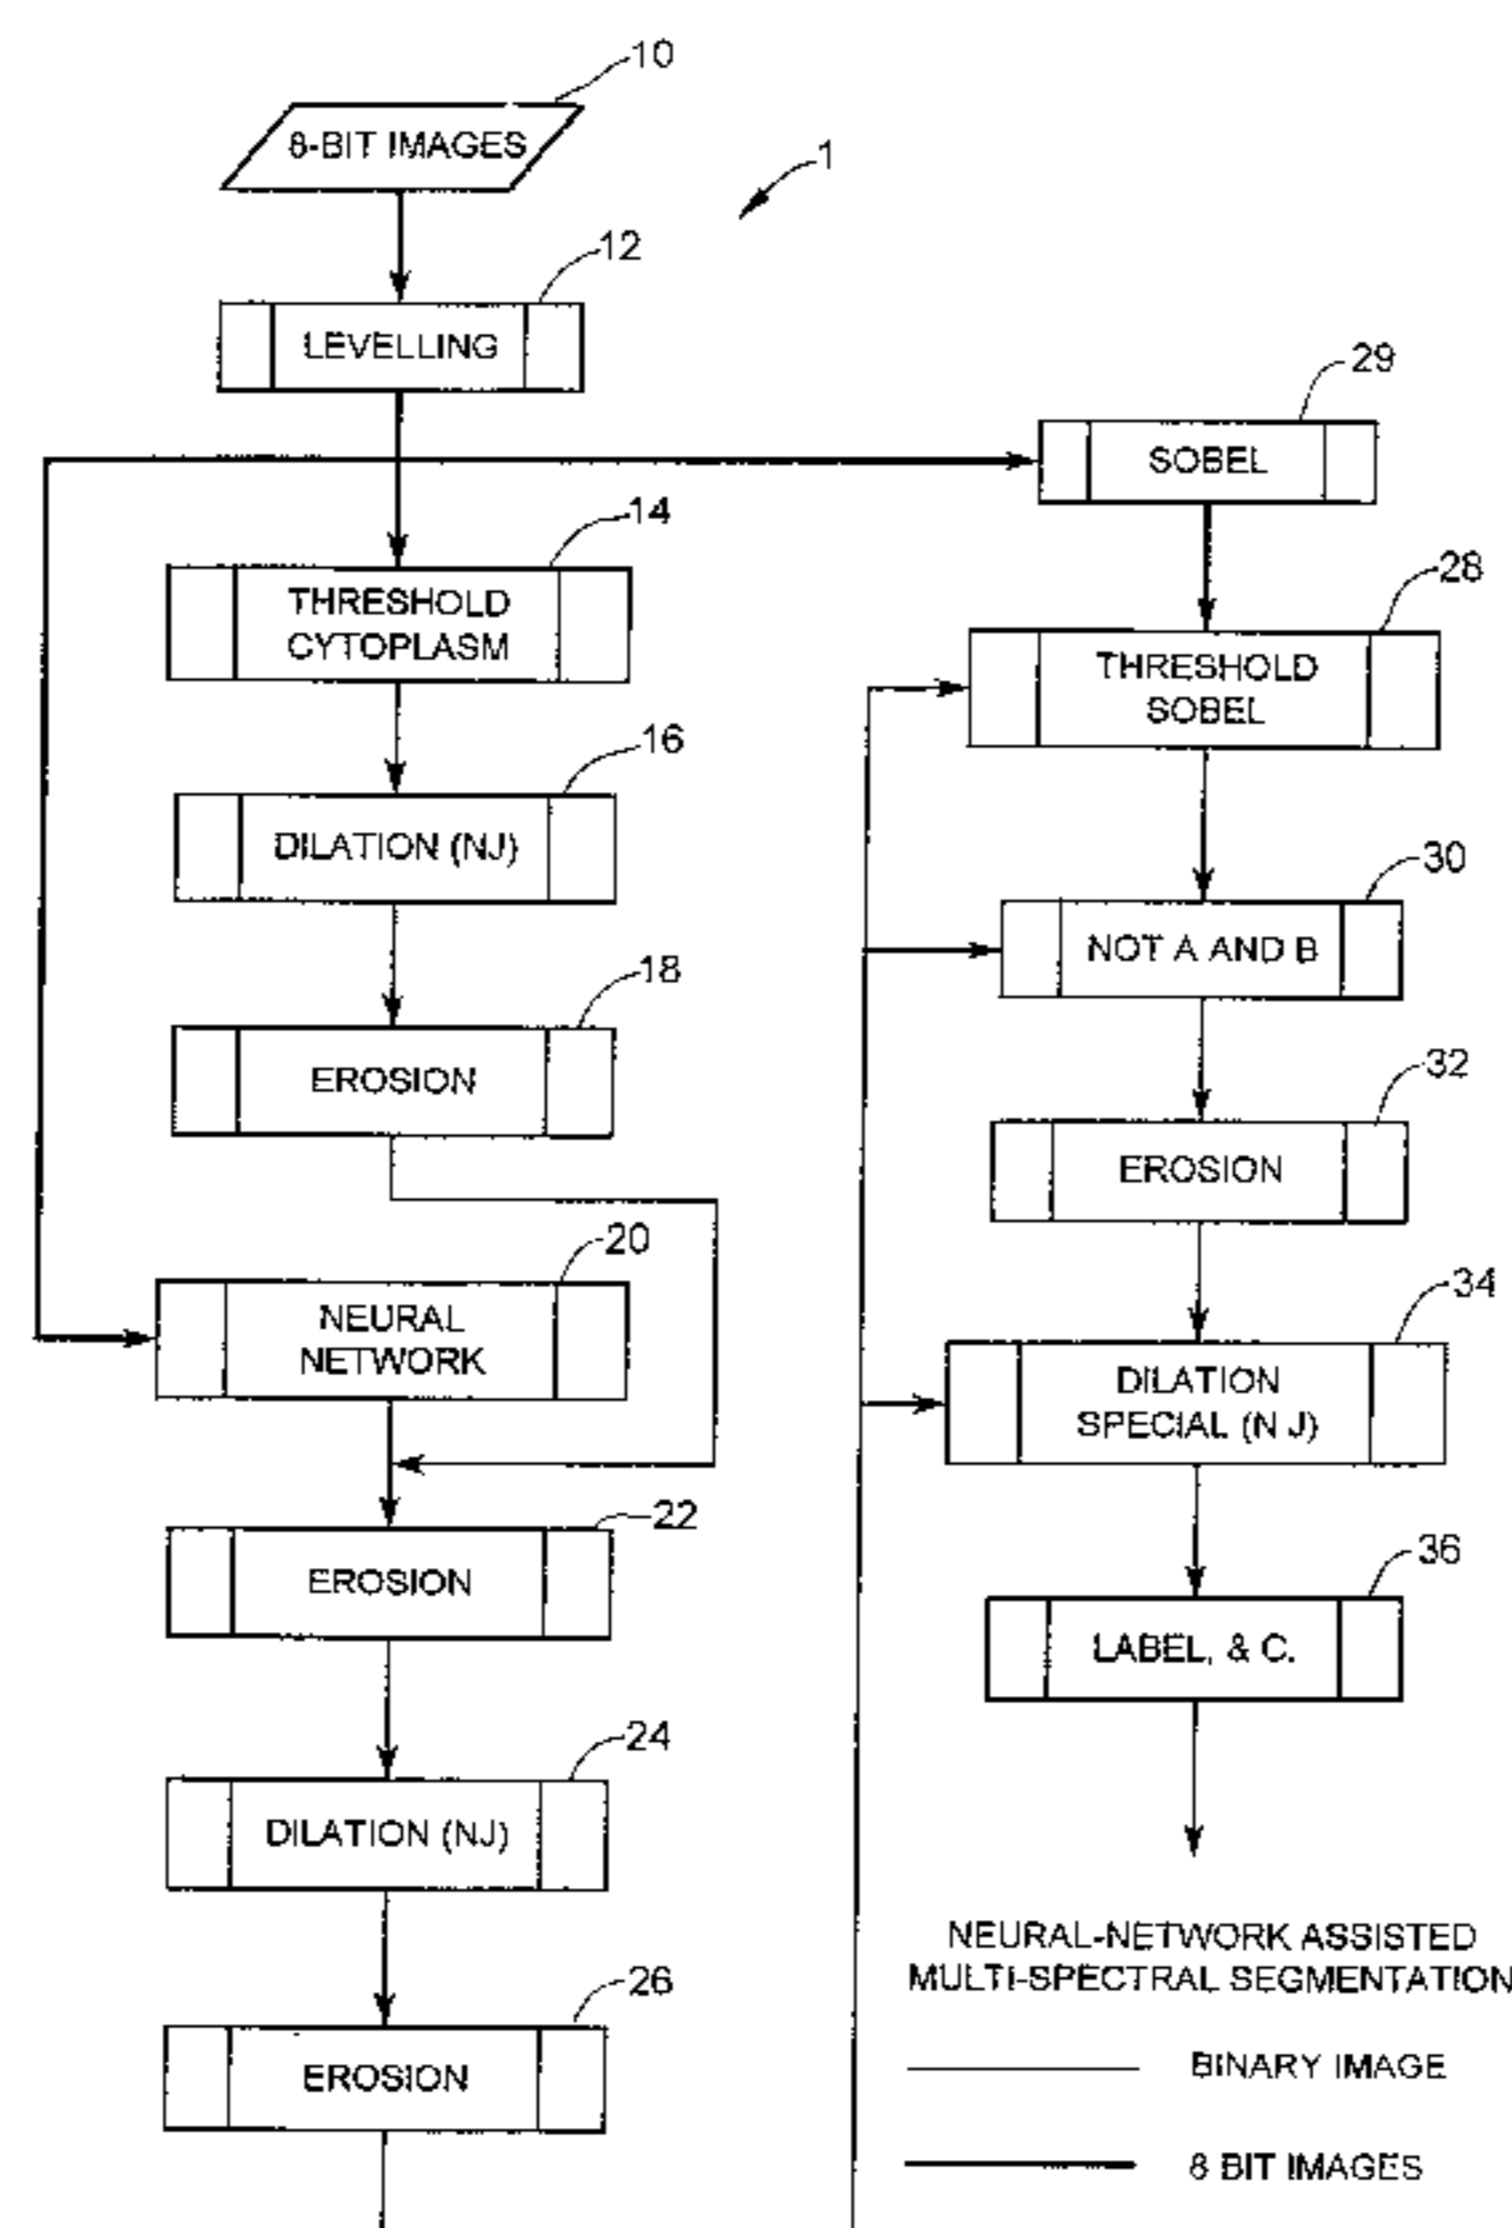 10
8-BIT IMAGES
1
12
LEVELLING
14
THRESHOLD
CYTOPLASM
16
DILATION (NJ)
18
EROSION
20
NEURAL
NETWORK
22
EROSION
24
DILATION (NJ)
26
EROSION
29
SOBEL
28
THRESHOLD
SOBEL
30
NOT A AND B
32
EROSION
34
DILATION
SPECIAL (N J)
36
LABEL, & C.
NEURAL-NETWORK ASSISTED
MULTI-SPECTRAL SEGMENTATION
BINARY IMAGE
8 BIT IMAGES